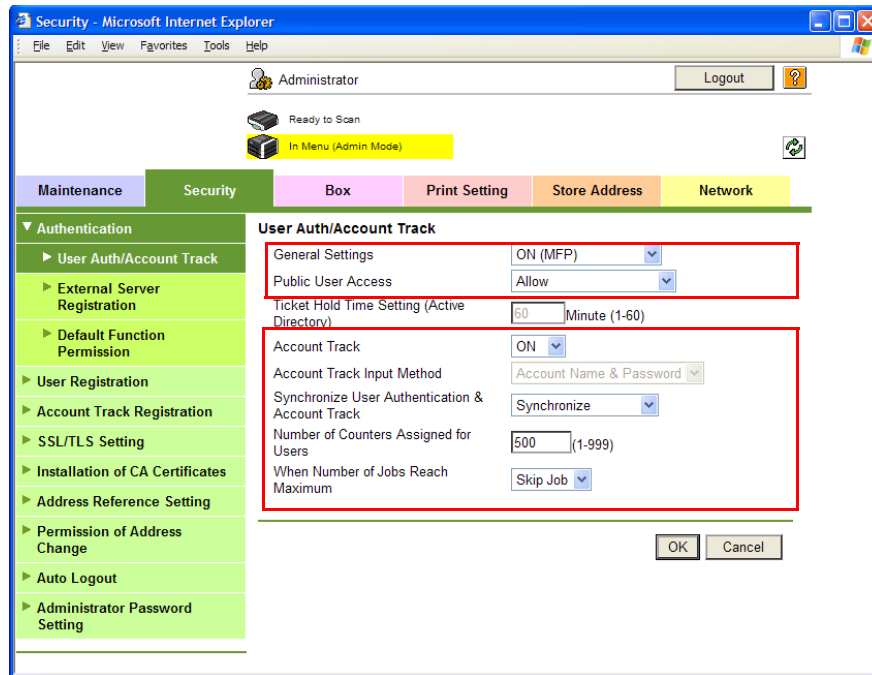 Security - Microsoft Internet Explorer
File Edit View Favorites Tools Help
Administrator
Logout
?
Ready to Scan
In Menu (Admin Mode)
Maintenance Security Box Print Setting Store Address Network
Authentication
User Auth/Account Track
External Server
Registration
Default Function
Permission
User Registration
Account Track Registration
SSL/TLS Setting
Installation of CA Certificates
Address Reference Setting
Permission of Address
Change
Auto Logout
Administrator Password
Setting
User Auth/Account Track
General Settings ON (MFP)
Public User Access Allow
Ticket Hold Time Setting (Active
Directory) 60 Minute (1-60)
Account Track ON
Account Track Input Method Account Name & Password
Synchronize User Authentication &
Account Track Synchronize
Number of Counters Assigned for
Users 500 (1-999)
When Number of Jobs Reach
Maximum Skip Job
OK Cancel